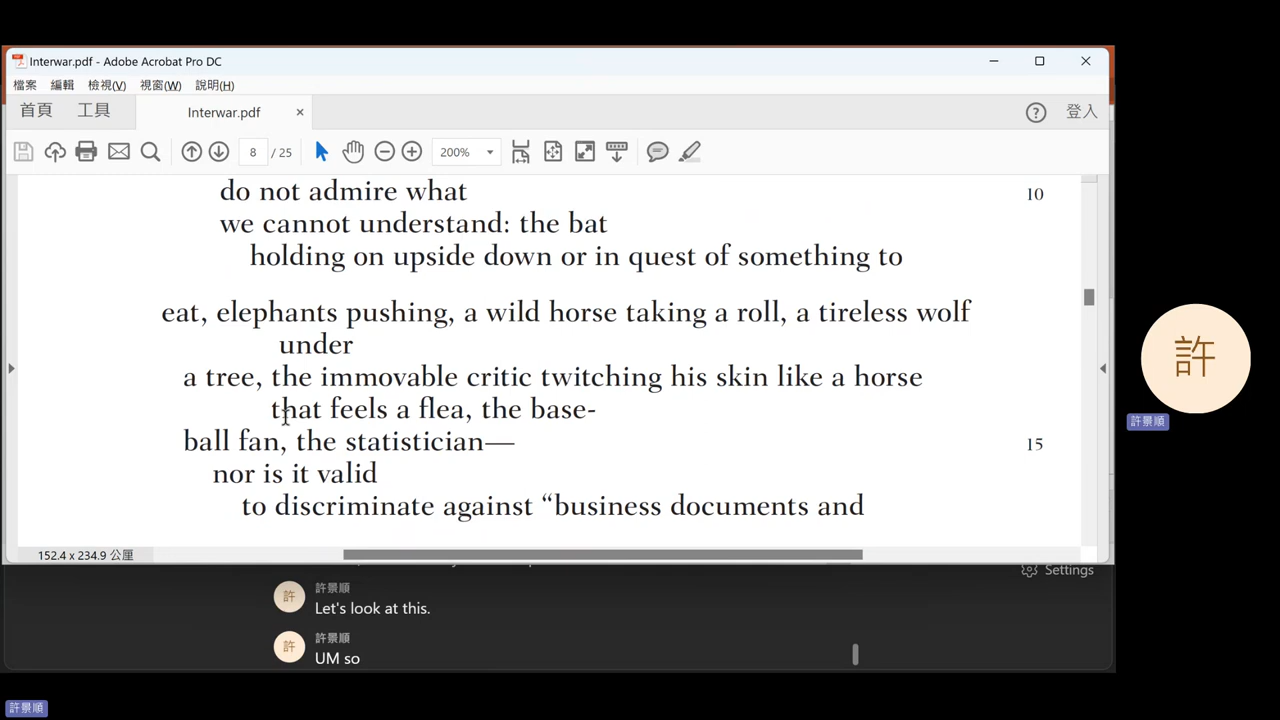 Interwar.pdf - Adobe Acrobat Pro DC
檔案 編輯 檢視(V) 視窗(W) 說明(H)
首頁 工具 Interwar.pdf × 登入
8 / 25 200%
do not admire what 10
we cannot understand: the bat
holding on upside down or in quest of something to
eat, elephants pushing, a wild horse taking a roll, a tireless wolf
under
a tree, the immovable critic twitching his skin like a horse
that feels a flea, the base-
ball fan, the statistician— 15
nor is it valid
to discriminate against “business documents and
152.4 x 234.9 公厘
Settings
許 許景順
Let's look at this.
許 許景順
UM so
許
許景順
許景順